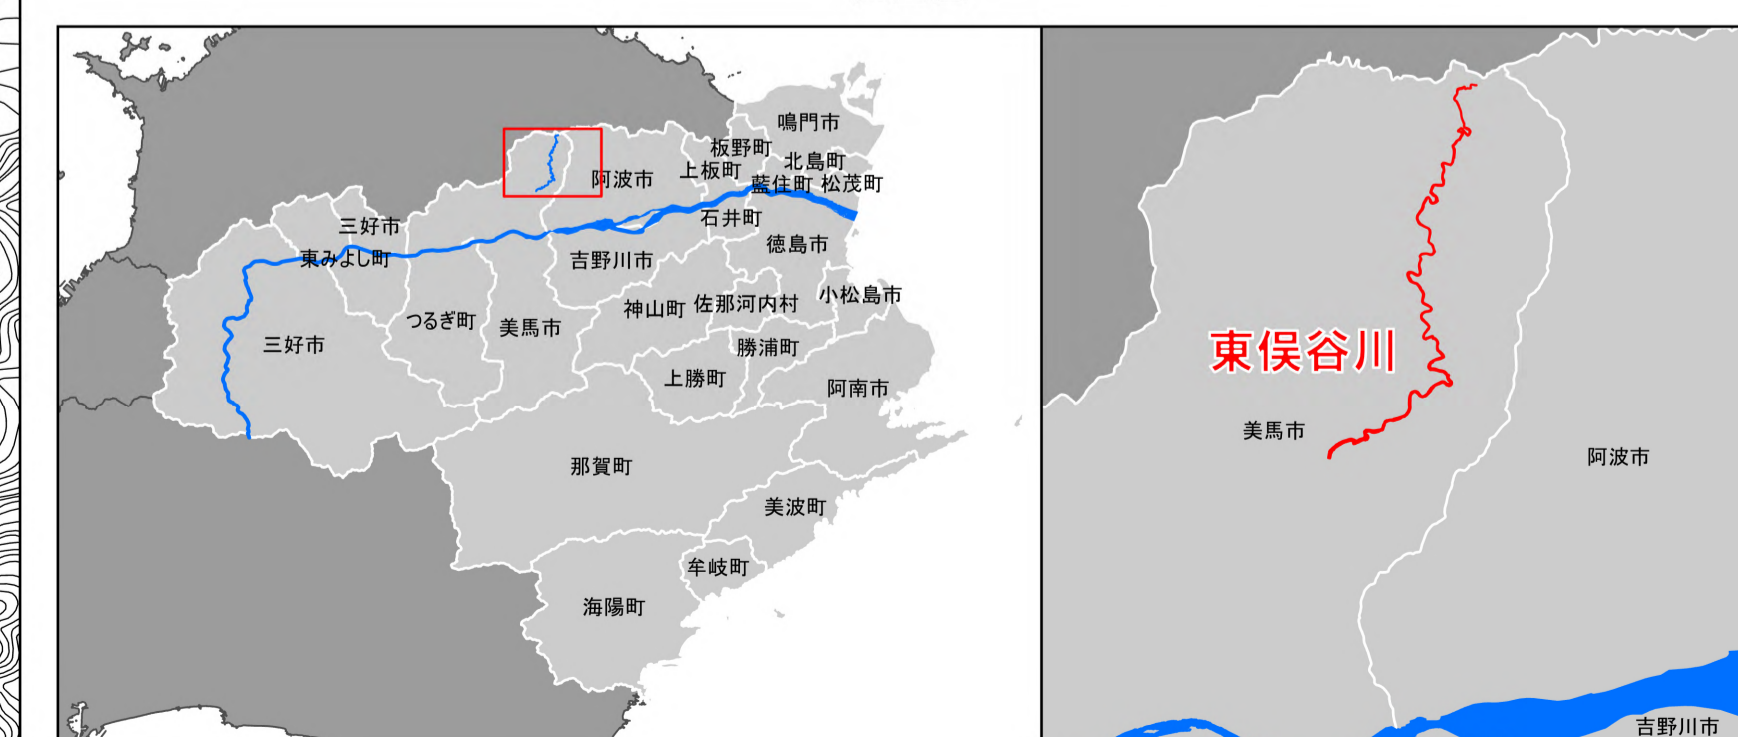 鳴門市
板野町
北島町
上板町
阿波市
藍住町
松茂町
石井町
三好市
徳島市
東みよし町
吉野川市
小松島市
佐那河内村
神山町
つるぎ町
美馬市
三好市
勝浦町
上勝町
阿南市
那賀町
美波町
牟岐町
海陽町
東俣谷川
美馬市
阿波市
吉野川市